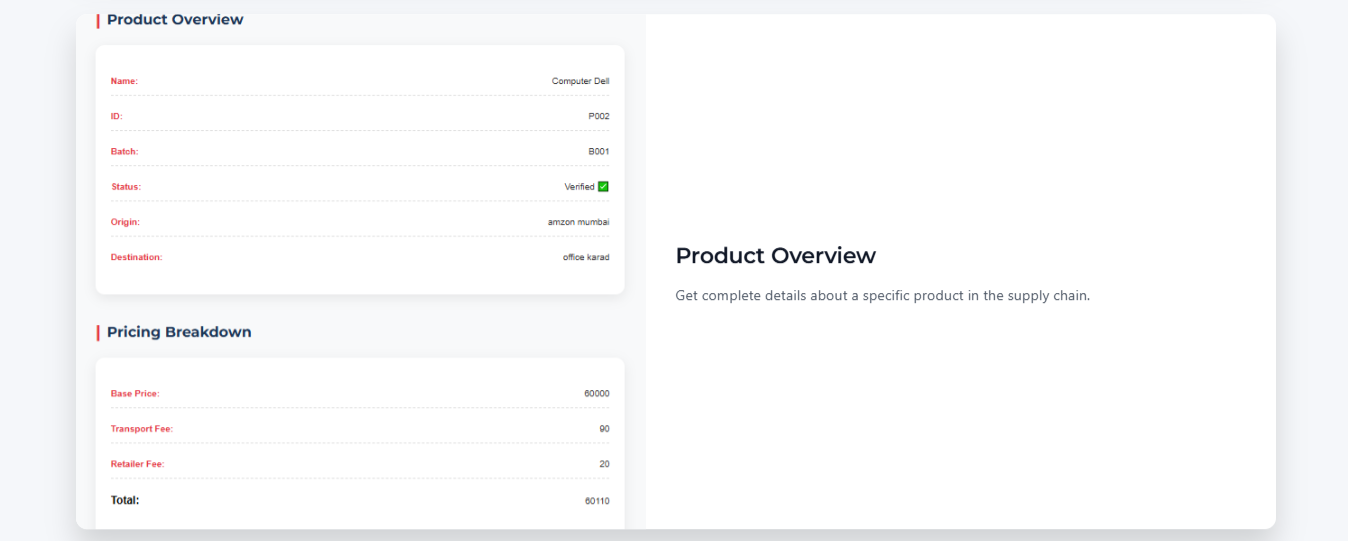 Product Overview
Name: Computer Dell
ID: P002
Batch: B001
Status: Verified ✅
Origin: amzon mumbai
Destination: office karad
Pricing Breakdown
Base Price: 60000
Transport Fee: 90
Retailer Fee: 20
Total: 60110
Product Overview
Get complete details about a specific product in the supply chain.